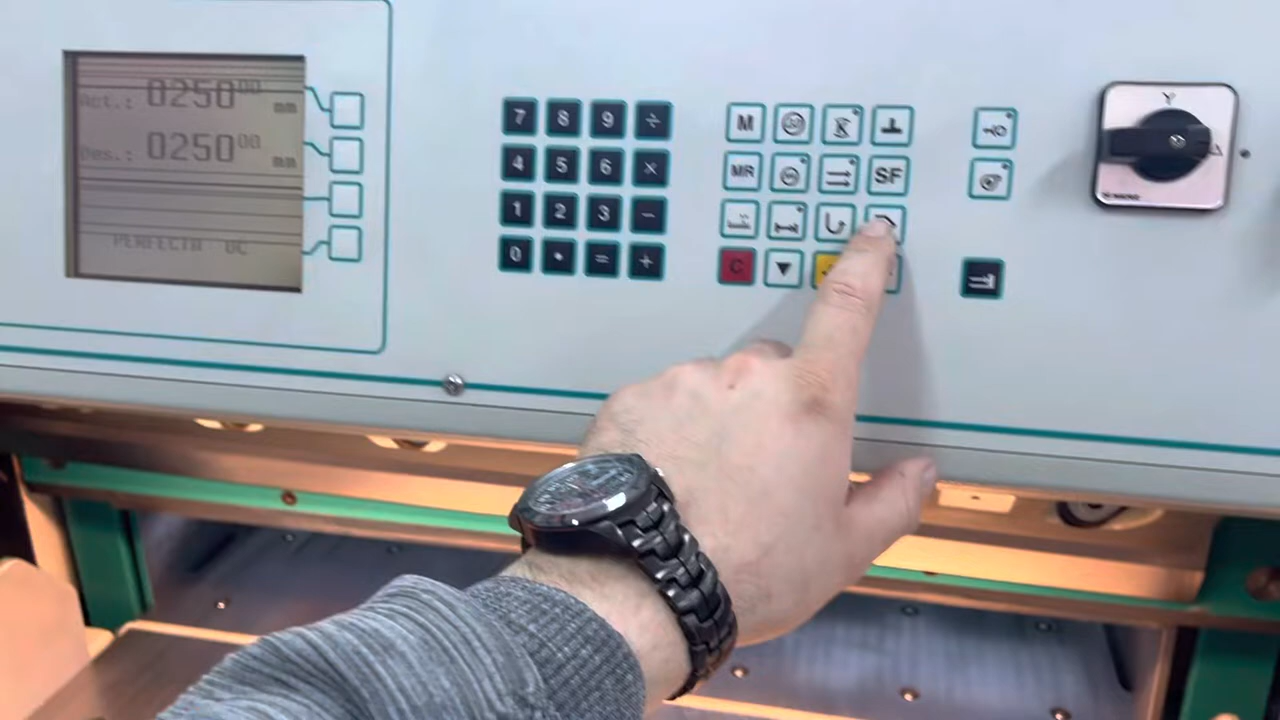 Act.: 0250⁰⁰ mm
Des.: 0250⁰⁰ mm
PERFECTA UC
7 8 9 ÷
4 5 6 ×
1 2 3 −
0 • = +
M
MR SF
C